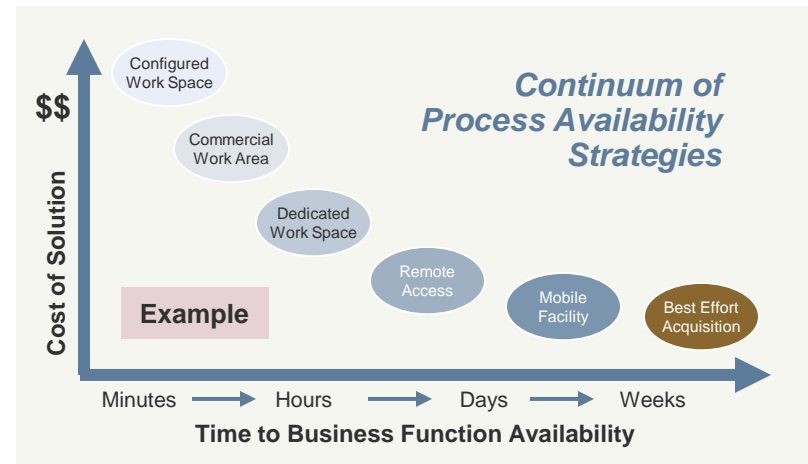 Continuum of
Process Availability
Strategies
$$
Cost of Solution
Configured
Work Space
Commercial
Work Area
Dedicated
Work Space
Remote
Access
Mobile
Facility
Best Effort
Acquisition
Example
Minutes
Hours
Days
Weeks
Time to Business Function Availability